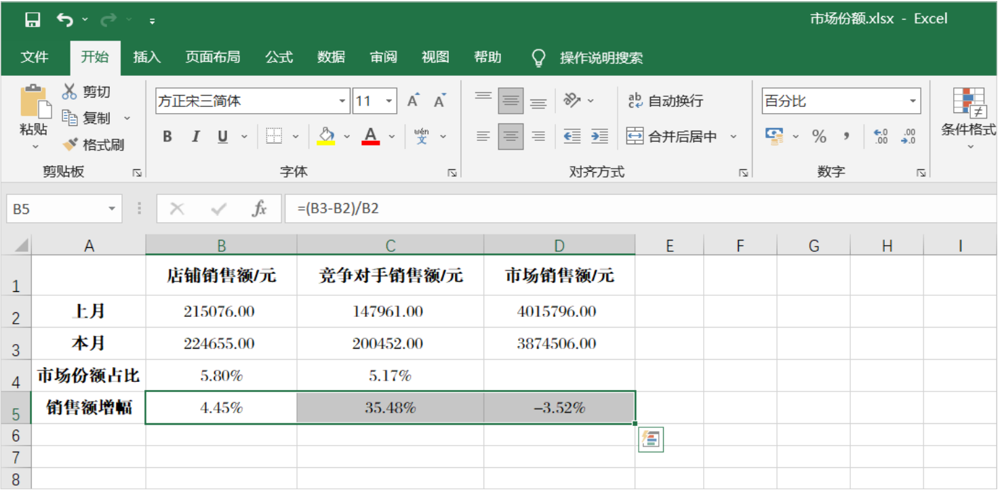 市场份额.xlsx - Excel
文件 开始 插入 页面布局 公式 数据 审阅 视图 帮助 操作说明搜索
剪切
复制
格式刷
粘贴
剪贴板
方正宋三简体 11 A A
B I U A wén 文
字体
ab c 自动换行
合并后居中
对齐方式
百分比
% , .0 .00 .00 .0
数字
条件格式
B5 fx =(B3-B2)/B2
A B C D E F G H I
1 店铺销售额/元 竞争对手销售额/元 市场销售额/元
2 上月 215076.00 147961.00 4015796.00
3 本月 224655.00 200452.00 3874506.00
4 市场份额占比 5.80% 5.17%
5 销售额增幅 4.45% 35.48% –3.52%
6
7
8